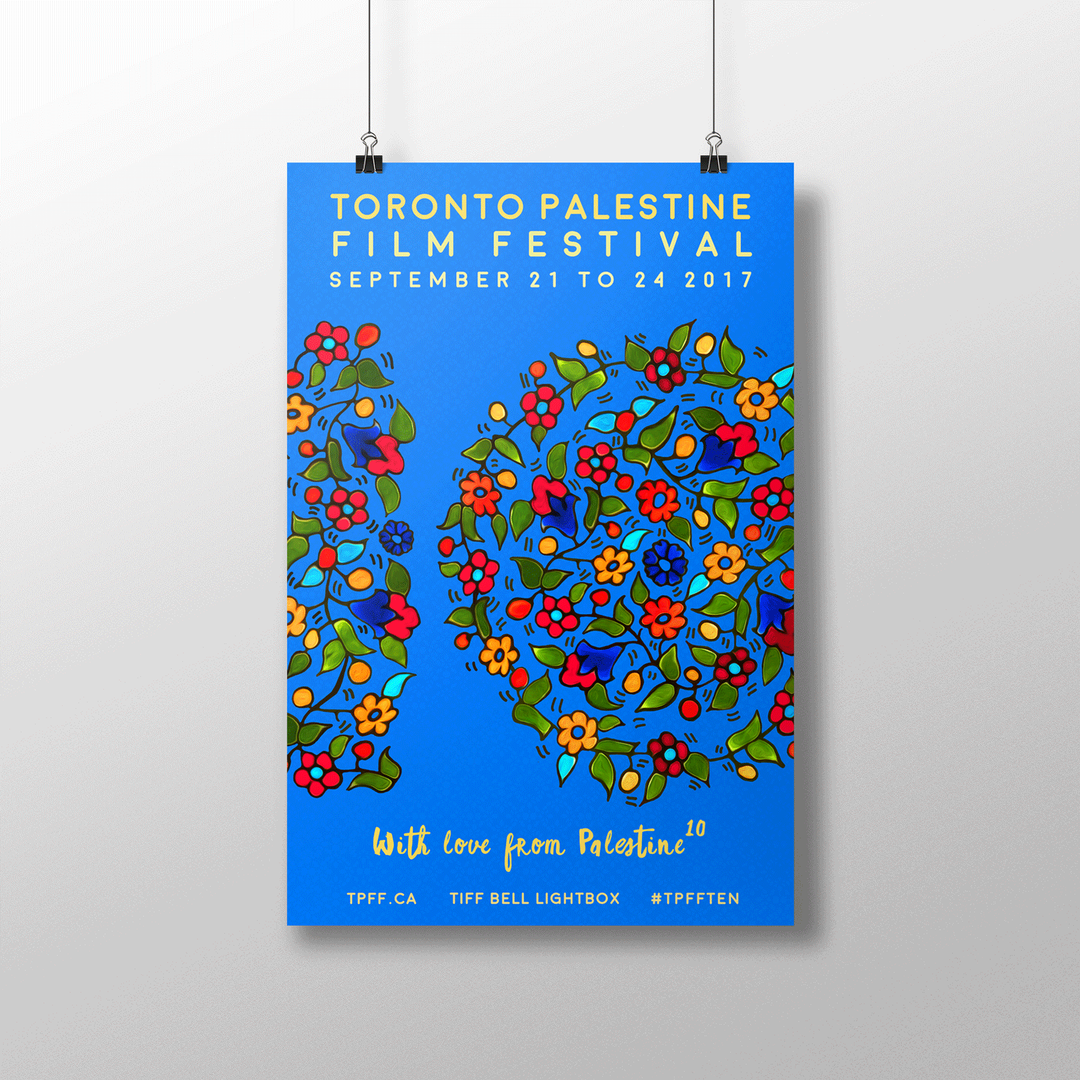 TORONTO PALESTINE
FILM FESTIVAL
SEPTEMBER 21 TO 24 2017
With love from Palestine¹⁰
TPFF.CA TIFF BELL LIGHTBOX #TPFFTEN